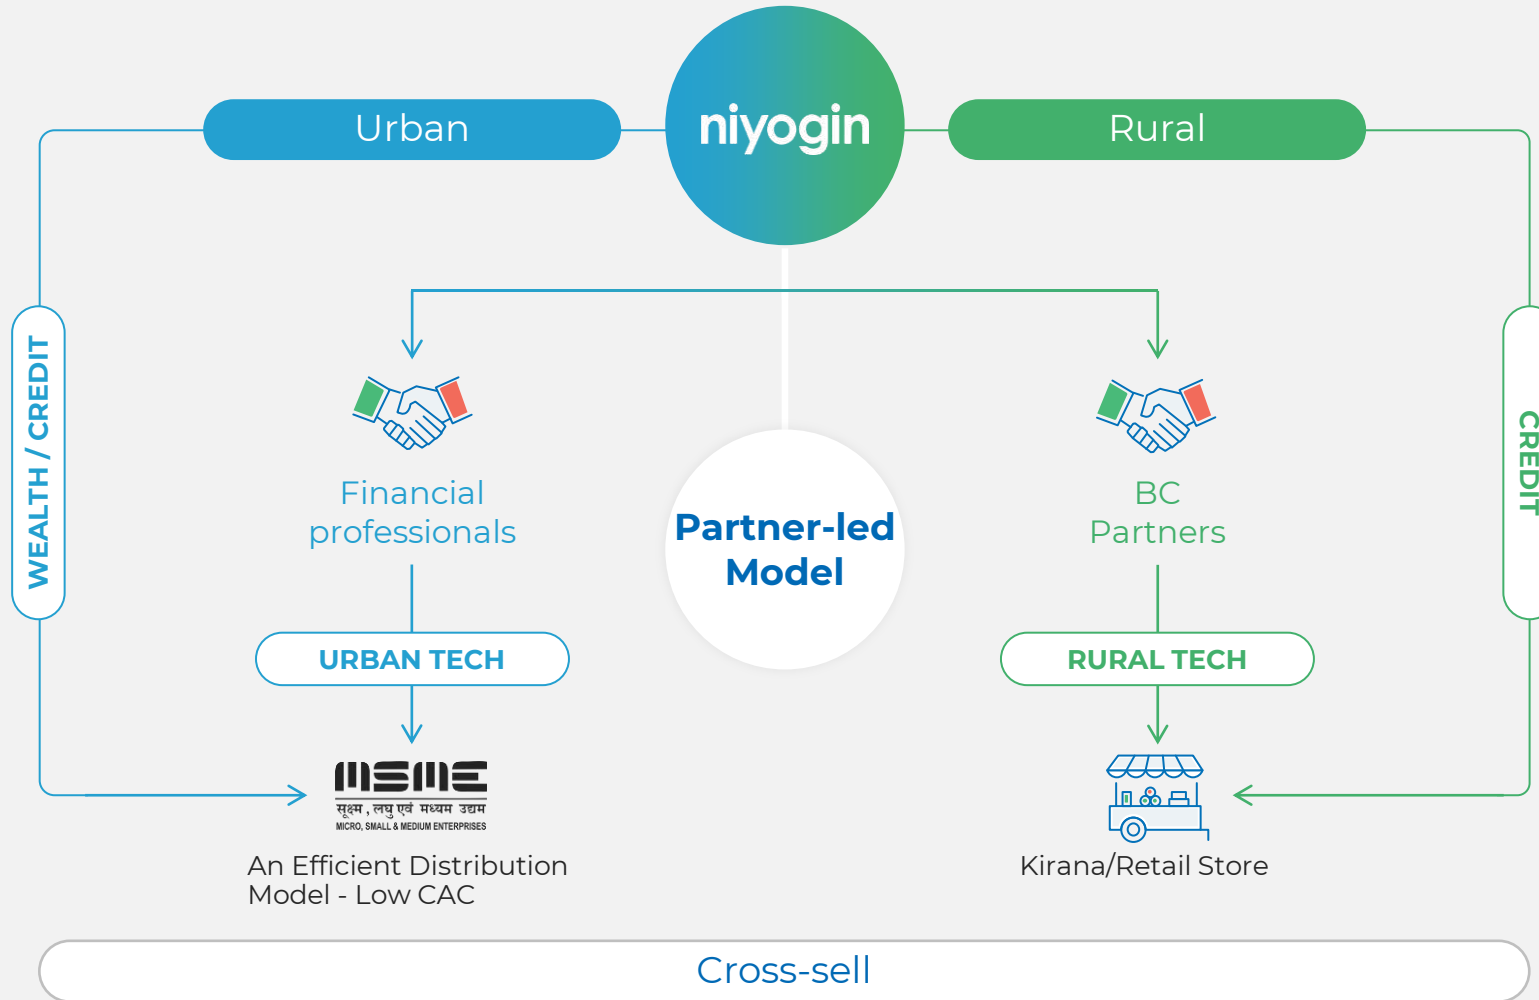 niyogin
Urban
Rural
WEALTH / CREDIT
CREDIT
Financial
professionals
Partner-led
Model
BC
Partners
URBAN TECH
RURAL TECH
MSME
सूक्ष्म , लघु एवं मध्यम उद्यम
MICRO, SMALL & MEDIUM ENTERPRISES
An Efficient Distribution
Model - Low CAC
Kirana/Retail Store
Cross-sell